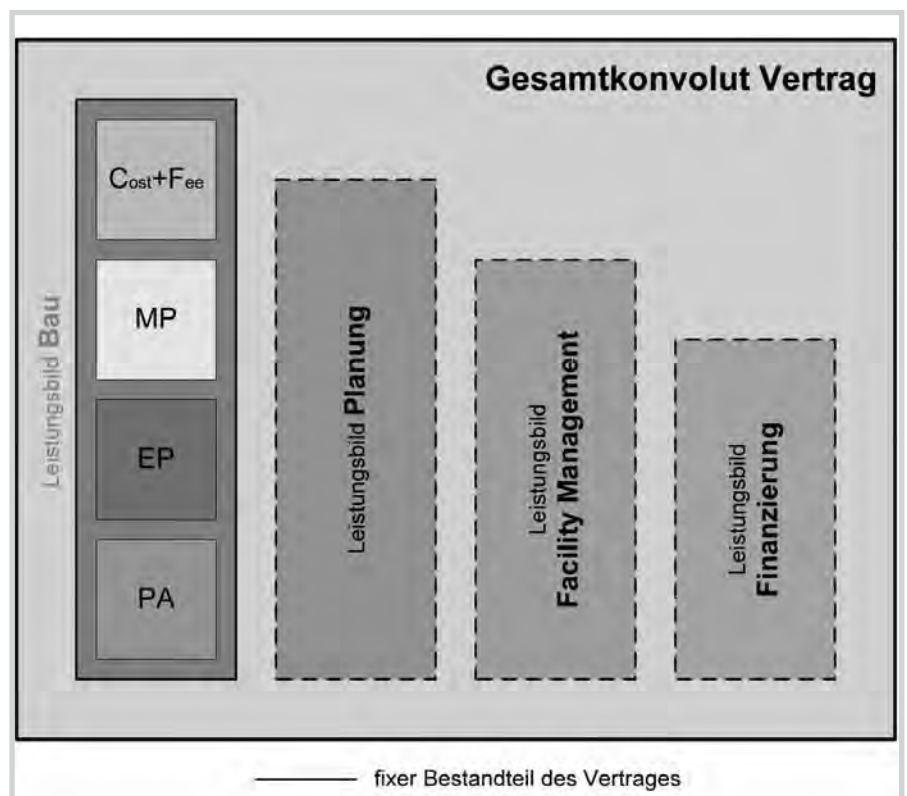 Gesamtkonvolut Vertrag
Leistungsbild Bau
Cost+Fee
MP
EP
PA
Leistungsbild Planung
Leistungsbild
Facility Management
Leistungsbild
Finanzierung
fixer Bestandteil des Vertrages